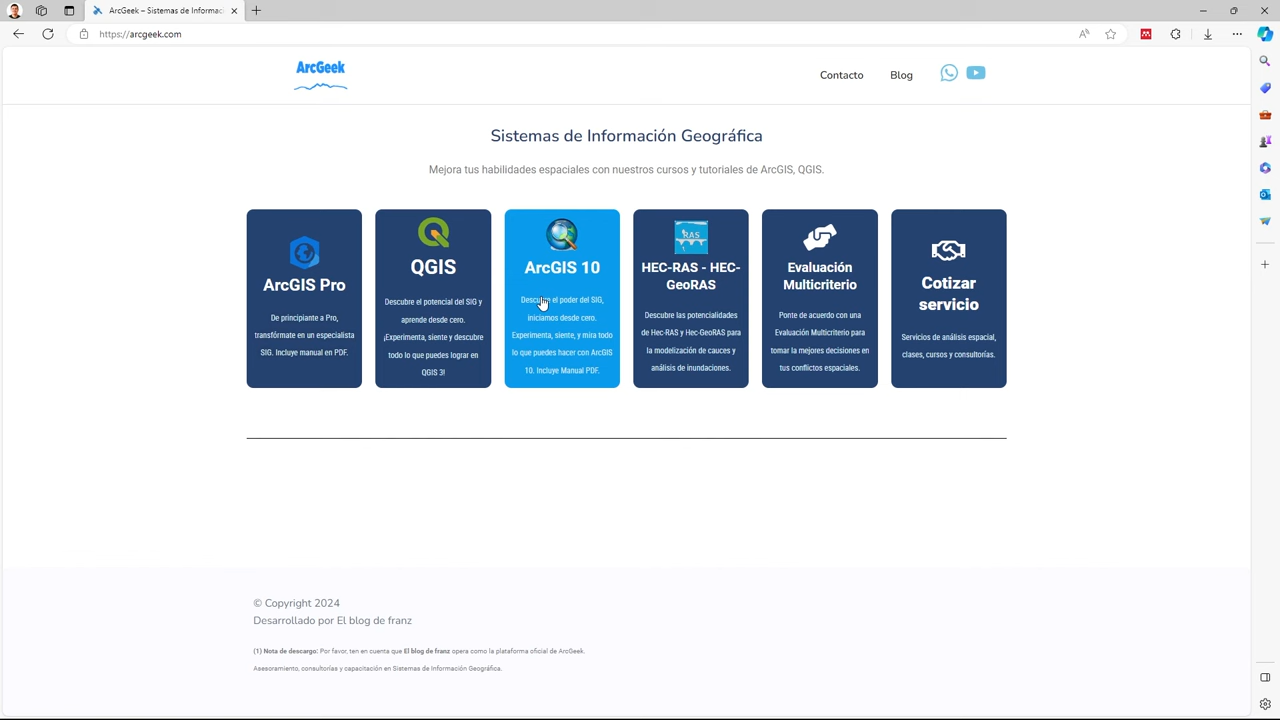 ArcGeek – Sistemas de Informaci
https://arcgeek.com
ArcGeek
Contacto
Blog
Sistemas de Información Geográfica
Mejora tus habilidades espaciales con nuestros cursos y tutoriales de ArcGIS, QGIS.
ArcGIS Pro
De principiante a Pro,
transfórmate en un especialista
SIG. Incluye manual en PDF.
QGIS
Descubre el potencial del SIG y
aprende desde cero.
¡Experimenta, siente y descubre
todo lo que puedes lograr en
QGIS 3!
ArcGIS 10
Descubre el poder del SIG,
iniciamos desde cero.
Experimenta, siente, y mira todo
lo que puedes hacer con ArcGIS
10. Incluye Manual PDF.
RAS
HEC-RAS - HEC-
GeoRAS
Descubre las potencialidades
de Hec-RAS y Hec-GeoRAS para
la modelización de cauces y
análisis de inundaciones.
Evaluación
Multicriterio
Ponte de acuerdo con una
Evaluación Multicriterio para
tomar la mejores decisiones en
tus conflictos espaciales.
Cotizar
servicio
Servicios de análisis espacial,
clases, cursos y consultorías.
© Copyright 2024
Desarrollado por El blog de franz
(1) Nota de descargo: Por favor, ten en cuenta que El blog de franz opera como la plataforma oficial de ArcGeek.
Asesoramiento, consultorías y capacitación en Sistemas de Información Geográfica.